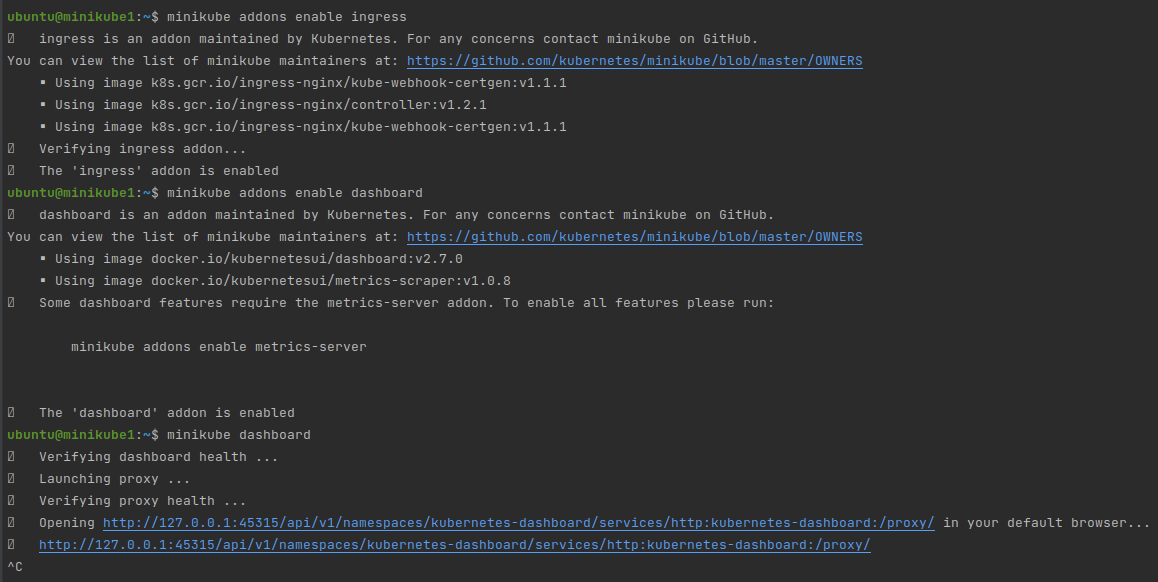 ubuntu@minikube1:~$ minikube addons enable ingress
ingress is an addon maintained by Kubernetes. For any concerns contact minikube on GitHub.
You can view the list of minikube maintainers at: https://github.com/kubernetes/minikube/blob/master/OWNERS
▪ Using image k8s.gcr.io/ingress-nginx/kube-webhook-certgen:v1.1.1
▪ Using image k8s.gcr.io/ingress-nginx/controller:v1.2.1
▪ Using image k8s.gcr.io/ingress-nginx/kube-webhook-certgen:v1.1.1
Verifying ingress addon...
The 'ingress' addon is enabled
ubuntu@minikube1:~$ minikube addons enable dashboard
dashboard is an addon maintained by Kubernetes. For any concerns contact minikube on GitHub.
You can view the list of minikube maintainers at: https://github.com/kubernetes/minikube/blob/master/OWNERS
▪ Using image docker.io/kubernetesui/dashboard:v2.7.0
▪ Using image docker.io/kubernetesui/metrics-scraper:v1.0.8
Some dashboard features require the metrics-server addon. To enable all features please run:
minikube addons enable metrics-server
The 'dashboard' addon is enabled
ubuntu@minikube1:~$ minikube dashboard
Verifying dashboard health ...
Launching proxy ...
Verifying proxy health ...
Opening http://127.0.0.1:45315/api/v1/namespaces/kubernetes-dashboard/services/http:kubernetes-dashboard:/proxy/ in your default browser...
http://127.0.0.1:45315/api/v1/namespaces/kubernetes-dashboard/services/http:kubernetes-dashboard:/proxy/
^C